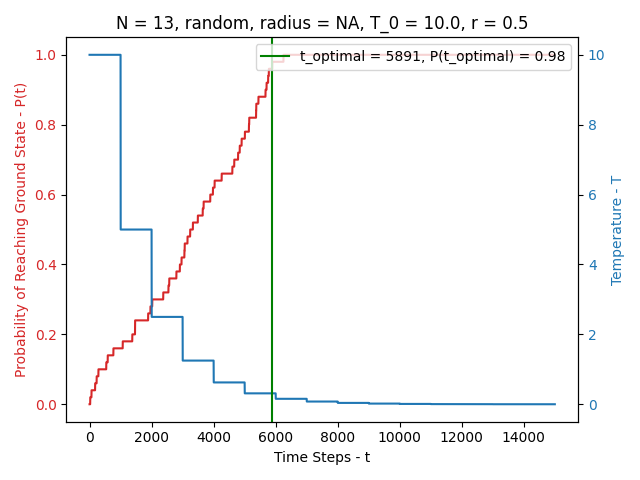 N = 13, random, radius = NA, T_0 = 10.0, r = 0.5
t_optimal = 5891, P(t_optimal) = 0.98
Probability of Reaching Ground State - P(t)
1.0
0.8
0.6
0.4
0.2
0.0
10
8
6
4
2
0
Temperature - T
0 2000 4000 6000 8000 10000 12000 14000
Time Steps - t